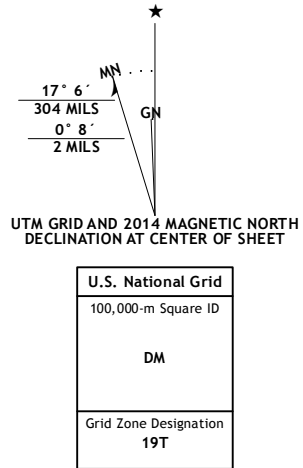 ★
MN
GN
17° 6´
304 MILS
0° 8´
2 MILS
UTM GRID AND 2014 MAGNETIC NORTH
DECLINATION AT CENTER OF SHEET
U.S. National Grid
100,000-m Square ID
DM
Grid Zone Designation
19T